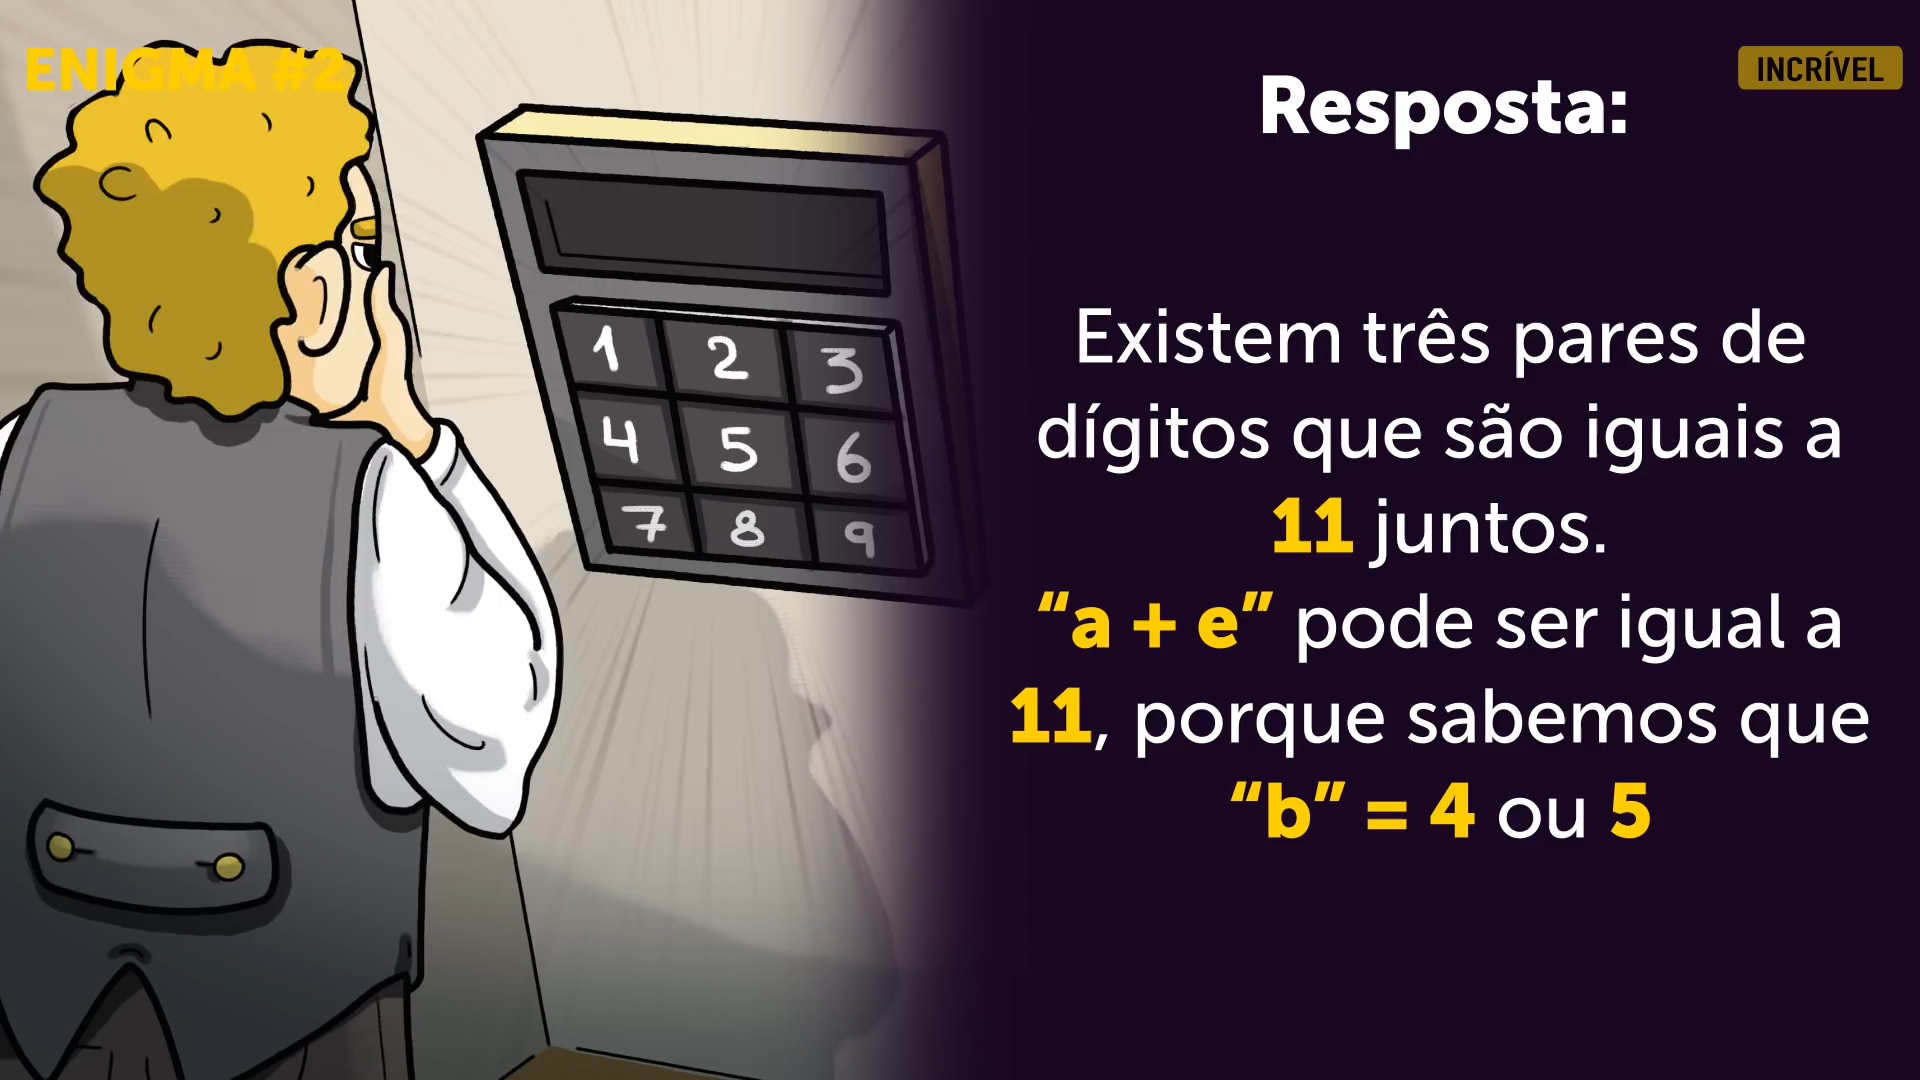 ENIGMA #2
INCRÍVEL
Resposta:
1 2 3
4 5 6
7 8 9
Existem três pares de
dígitos que são iguais a
11 juntos.
“a + e” pode ser igual a
11, porque sabemos que
“b” = 4 ou 5